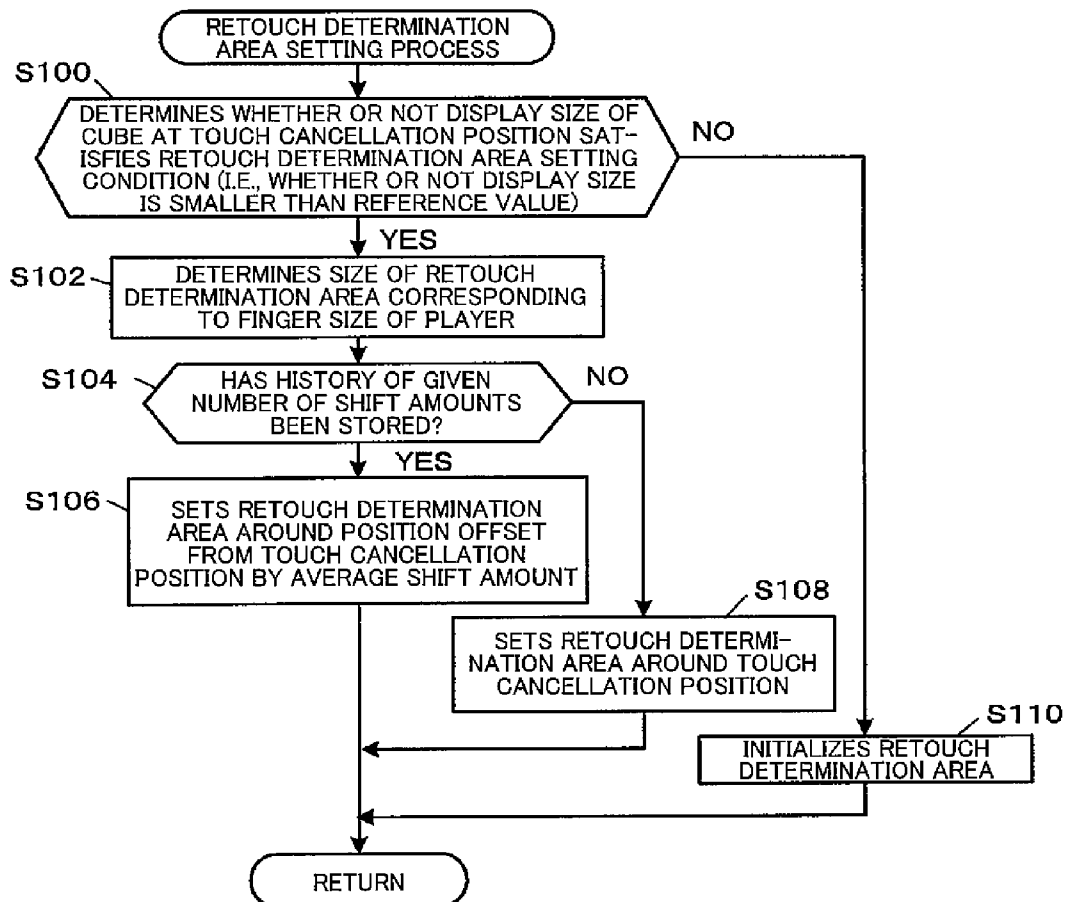 RETOUCH DETERMINATION
AREA SETTING PROCESS
S100
DETERMINES WHETHER OR NOT DISPLAY SIZE OF
CUBE AT TOUCH CANCELLATION POSITION SAT-
ISFIES RETOUCH DETERMINATION AREA SETTING
CONDITION (I.E., WHETHER OR NOT DISPLAY SIZE
IS SMALLER THAN REFERENCE VALUE)
NO
YES
S102
DETERMINES SIZE OF RETOUCH
DETERMINATION AREA CORRESPONDING
TO FINGER SIZE OF PLAYER
S104
HAS HISTORY OF GIVEN
NUMBER OF SHIFT AMOUNTS
BEEN STORED?
NO
YES
S106
SETS RETOUCH DETERMINATION
AREA AROUND POSITION OFFSET
FROM TOUCH CANCELLATION
POSITION BY AVERAGE SHIFT AMOUNT
S108
SETS RETOUCH DETERMI-
NATION AREA AROUND TOUCH
CANCELLATION POSITION
S110
INITIALIZES RETOUCH
DETERMINATION AREA
RETURN